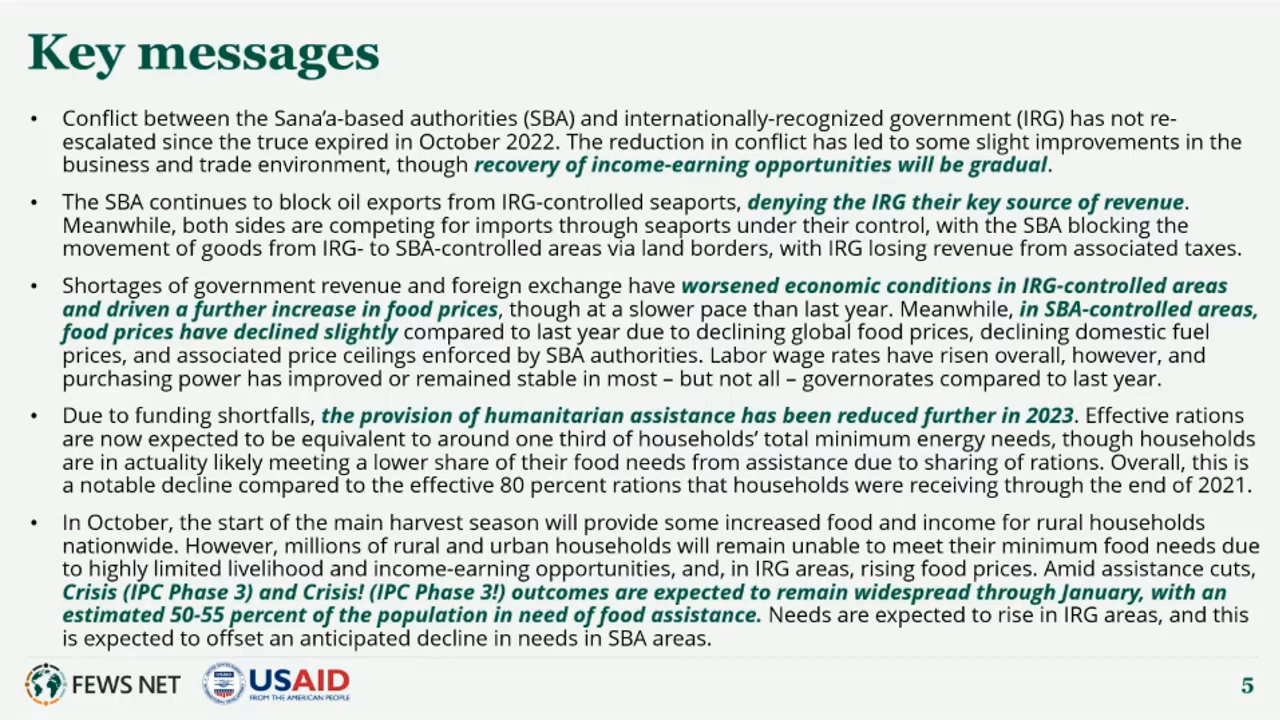 Key messages
• Conflict between the Sana’a-based authorities (SBA) and internationally-recognized government (IRG) has not re-
escalated since the truce expired in October 2022. The reduction in conflict has led to some slight improvements in the
business and trade environment, though recovery of income-earning opportunities will be gradual.
• The SBA continues to block oil exports from IRG-controlled seaports, denying the IRG their key source of revenue.
Meanwhile, both sides are competing for imports through seaports under their control, with the SBA blocking the
movement of goods from IRG- to SBA-controlled areas via land borders, with IRG losing revenue from associated taxes.
• Shortages of government revenue and foreign exchange have worsened economic conditions in IRG-controlled areas
and driven a further increase in food prices, though at a slower pace than last year. Meanwhile, in SBA-controlled areas,
food prices have declined slightly compared to last year due to declining global food prices, declining domestic fuel
prices, and associated price ceilings enforced by SBA authorities. Labor wage rates have risen overall, however, and
purchasing power has improved or remained stable in most – but not all – governorates compared to last year.
• Due to funding shortfalls, the provision of humanitarian assistance has been reduced further in 2023. Effective rations
are now expected to be equivalent to around one third of households’ total minimum energy needs, though households
are in actuality likely meeting a lower share of their food needs from assistance due to sharing of rations. Overall, this is
a notable decline compared to the effective 80 percent rations that households were receiving through the end of 2021.
• In October, the start of the main harvest season will provide some increased food and income for rural households
nationwide. However, millions of rural and urban households will remain unable to meet their minimum food needs due
to highly limited livelihood and income-earning opportunities, and, in IRG areas, rising food prices. Amid assistance cuts,
Crisis (IPC Phase 3) and Crisis! (IPC Phase 3!) outcomes are expected to remain widespread through January, with an
estimated 50-55 percent of the population in need of food assistance. Needs are expected to rise in IRG areas, and this
is expected to offset an anticipated decline in needs in SBA areas.
FEWS NET
USAID
FROM THE AMERICAN PEOPLE
5